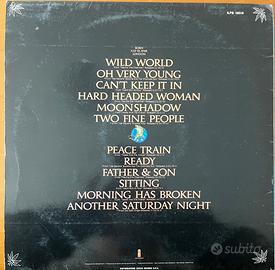 WILD WORLD
OH VERY YOUNG
CAN'T KEEP IT IN
HARD HEADED WOMAN
MOONSHADOW
TWO FINE PEOPLE
PEACE TRAIN
READY
FATHER & SON
SITTING
MORNING HAS BROKEN
ANOTHER SATURDAY NIGHT
subito